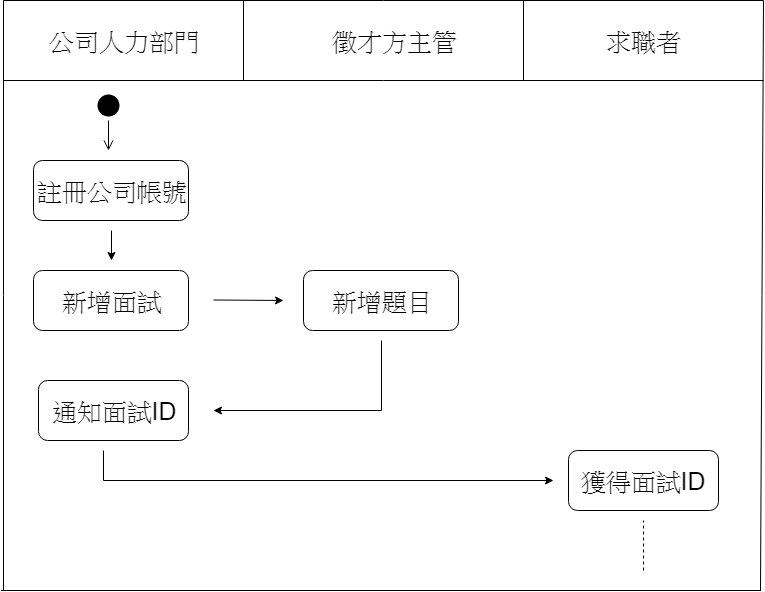 公司人力部門
徵才方主管
求職者
註冊公司帳號
新增面試
新增題目
通知面試ID
獲得面試ID